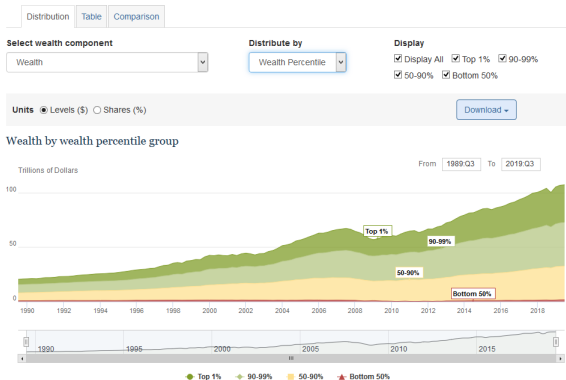 Distribution Table Comparison
Select wealth component Distribute by Display
Wealth Wealth Percentile Display All Top 1% 90-99%
50-90% Bottom 50%
Units Levels ($) Shares (%) Download
Wealth by wealth percentile group
From 1989:Q3 To 2019:Q3
Trillions of Dollars
100
Top 1%
90-99%
50
50-90%
Bottom 50%
0
1990 1992 1994 1996 1998 2000 2002 2004 2006 2008 2010 2012 2014 2016 2018
1990 1995 2000 2005 2010 2015
Top 1% 90-99% 50-90% Bottom 50%